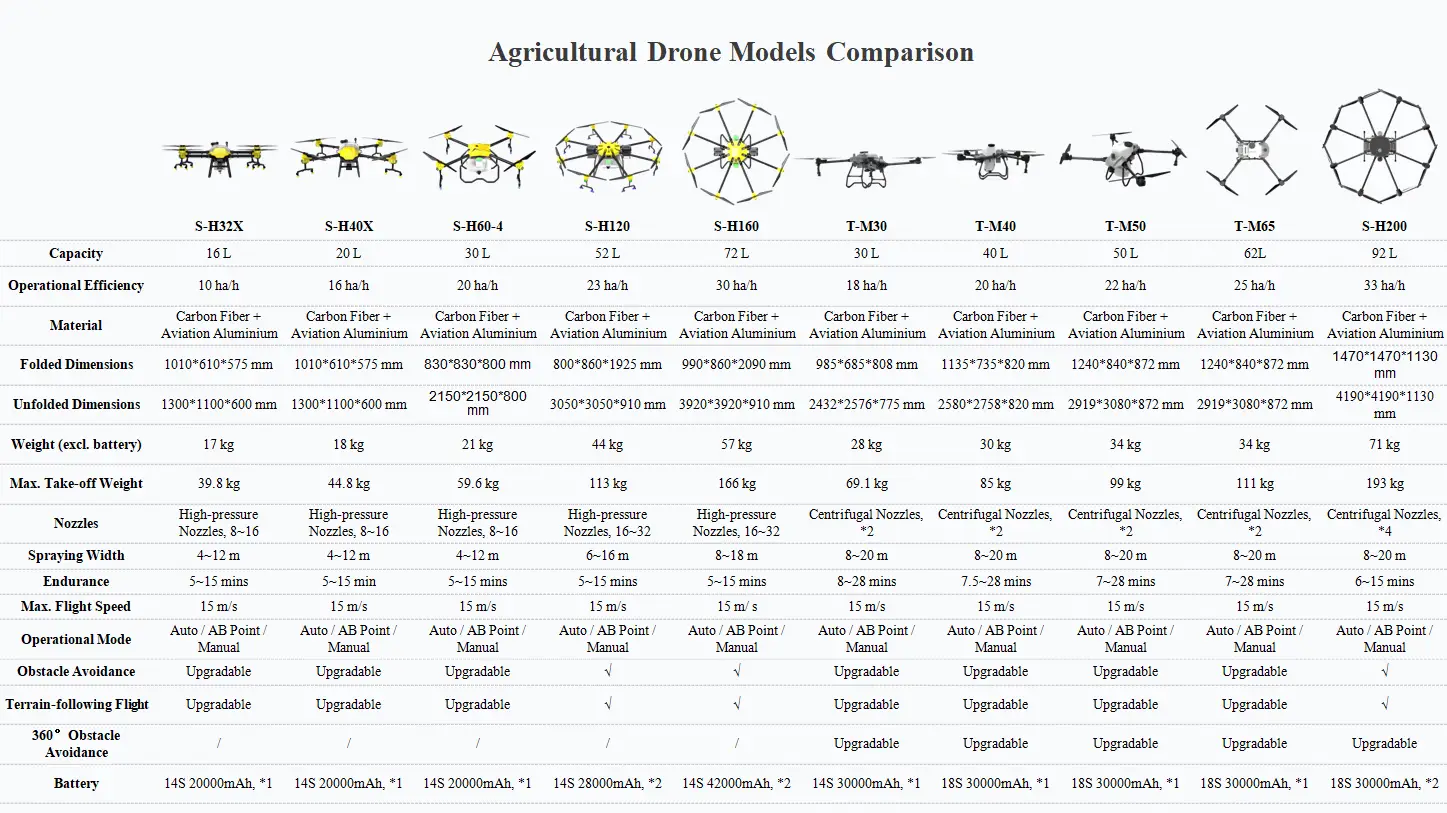 Agricultural Drone Models Comparison
S-H32X S-H40X S-H60-4 S-H120 S-H160 T-M30 T-M40 T-M50 T-M65 S-H200
Capacity 16 L 20 L 30 L 52 L 72 L 30 L 40 L 50 L 62L 92 L
Operational Efficiency 10 ha/h 16 ha/h 20 ha/h 23 ha/h 30 ha/h 18 ha/h 20 ha/h 22 ha/h 25 ha/h 33 ha/h
Carbon Fiber + Carbon Fiber + Carbon Fiber + Carbon Fiber + Carbon Fiber + Carbon Fiber + Carbon Fiber + Carbon Fiber + Carbon Fiber + Carbon Fiber +
Material
Aviation Aluminium Aviation Aluminium Aviation Aluminium Aviation Aluminium Aviation Aluminium Aviation Aluminium Aviation Aluminium Aviation Aluminium Aviation Aluminium Aviation Aluminium
Folded Dimensions 1010*610*575 mm 1010*610*575 mm 830*830*800 mm 800*860*1925 mm 990*860*2090 mm 985*685*808 mm 1135*735*820 mm 1240*840*872 mm 1240*840*872 mm 1470*1470*1130
mm
Unfolded Dimensions 1300*1100*600 mm 1300*1100*600 mm 2150*2150*800 3050*3050*910 mm 3920*3920*910 mm 2432*2576*775 mm 2580*2758*820 mm 2919*3080*872 mm 2919*3080*872 mm 4190*4190*1130
mm mm
Weight (excl. battery) 17 kg 18 kg 21 kg 44 kg 57 kg 28 kg 30 kg 34 kg 34 kg 71 kg
Max. Take-off Weight 39.8 kg 44.8 kg 59.6 kg 113 kg 166 kg 69.1 kg 85 kg 99 kg 111 kg 193 kg
High-pressure High-pressure High-pressure High-pressure High-pressure Centrifugal Nozzles, Centrifugal Nozzles, Centrifugal Nozzles, Centrifugal Nozzles, Centrifugal Nozzles,
Nozzles
Nozzles, 8~16 Nozzles, 8~16 Nozzles, 8~16 Nozzles, 16~32 Nozzles, 16~32 *2 *2 *2 *2 *4
Spraying Width 4~12 m 4~12 m 4~12 m 6~16 m 8~18 m 8~20 m 8~20 m 8~20 m 8~20 m 8~20 m
Endurance 5~15 mins 5~15 min 5~15 mins 5~15 mins 5~15 mins 8~28 mins 7.5~28 mins 7~28 mins 7~28 mins 6~15 mins
Max. Flight Speed 15 m/s 15 m/s 15 m/s 15 m/s 15 m/ s 15 m/s 15 m/s 15 m/s 15 m/s 15 m/s
Auto / AB Point / Auto / AB Point / Auto / AB Point / Auto / AB Point / Auto / AB Point / Auto / AB Point / Auto / AB Point / Auto / AB Point / Auto / AB Point / Auto / AB Point /
Operational Mode
Manual Manual Manual Manual Manual Manual Manual Manual Manual Manual
Obstacle Avoidance Upgradable Upgradable Upgradable √ √ Upgradable Upgradable Upgradable Upgradable √
Terrain-following Flight Upgradable Upgradable Upgradable √ √ Upgradable Upgradable Upgradable Upgradable √
360° Obstacle
Avoidance / / / / / Upgradable Upgradable Upgradable Upgradable Upgradable
Battery 14S 20000mAh, *1 14S 20000mAh, *1 14S 20000mAh, *1 14S 28000mAh, *2 14S 42000mAh, *2 14S 30000mAh, *1 18S 30000mAh, *1 18S 30000mAh, *1 18S 30000mAh, *1 18S 30000mAh, *2